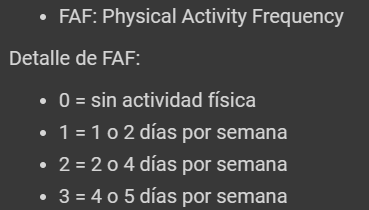 • FAF: Physical Activity Frequency
Detalle de FAF:
• 0 = sin actividad física
• 1 = 1 o 2 días por semana
• 2 = 2 o 4 días por semana
• 3 = 4 o 5 días por semana